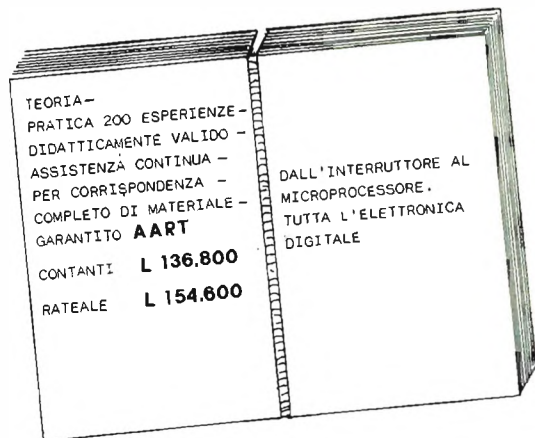 TEORIA-
PRATICA 200 ESPERIENZE-
DIDATTICAMENTE VALIDO-
ASSISTENZA CONTINUA -
PER CORRISPONDENZA -
COMPLETO DI MATERIALE-
GARANTITO AART
CONTANTI L 136.800
RATEALE L 154.600
DALL'INTERRUTTORE AL
MICROPROCESSORE.
TUTTA L'ELETTRONICA
DIGITALE